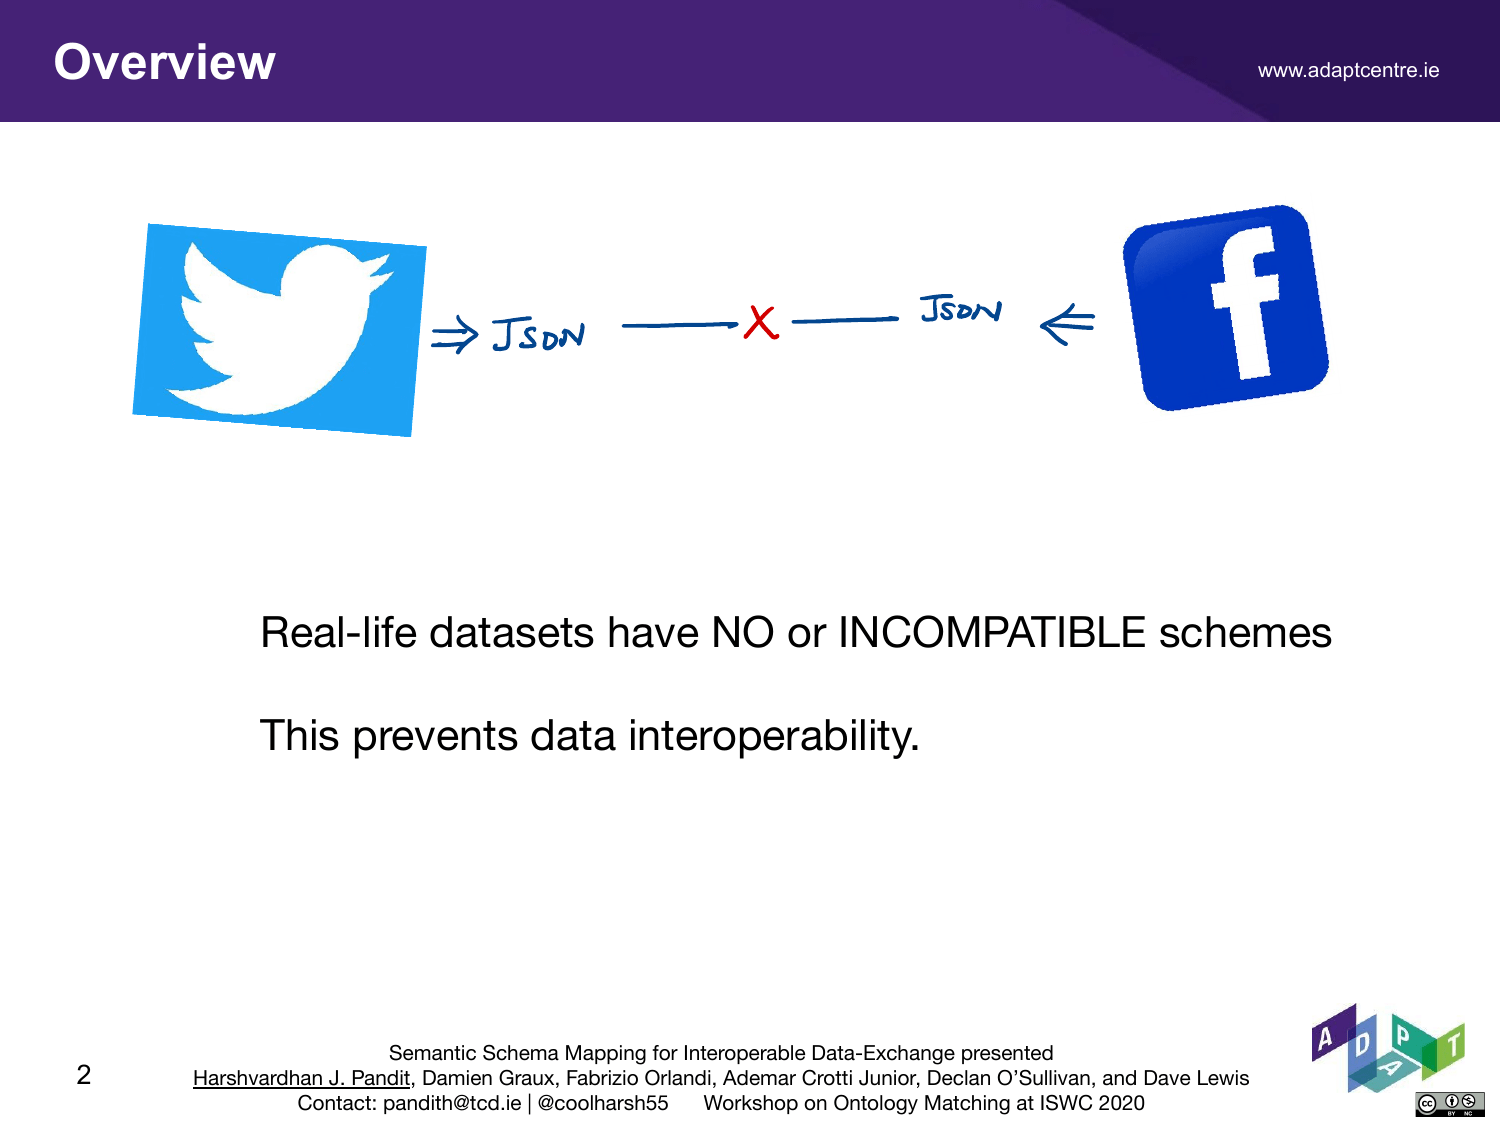 Overview
www.adaptcentre.ie
f
⇒ JSON —— X —— JSON ⇐
Real-life datasets have NO or INCOMPATIBLE schemes
This prevents data interoperability.
2
Semantic Schema Mapping for Interoperable Data-Exchange presented
Harshvardhan J. Pandit, Damien Graux, Fabrizio Orlandi, Ademar Crotti Junior, Declan O’Sullivan, and Dave Lewis
Contact: pandith@tcd.ie | @coolharsh55 Workshop on Ontology Matching at ISWC 2020
ADAPT
cc BY NC